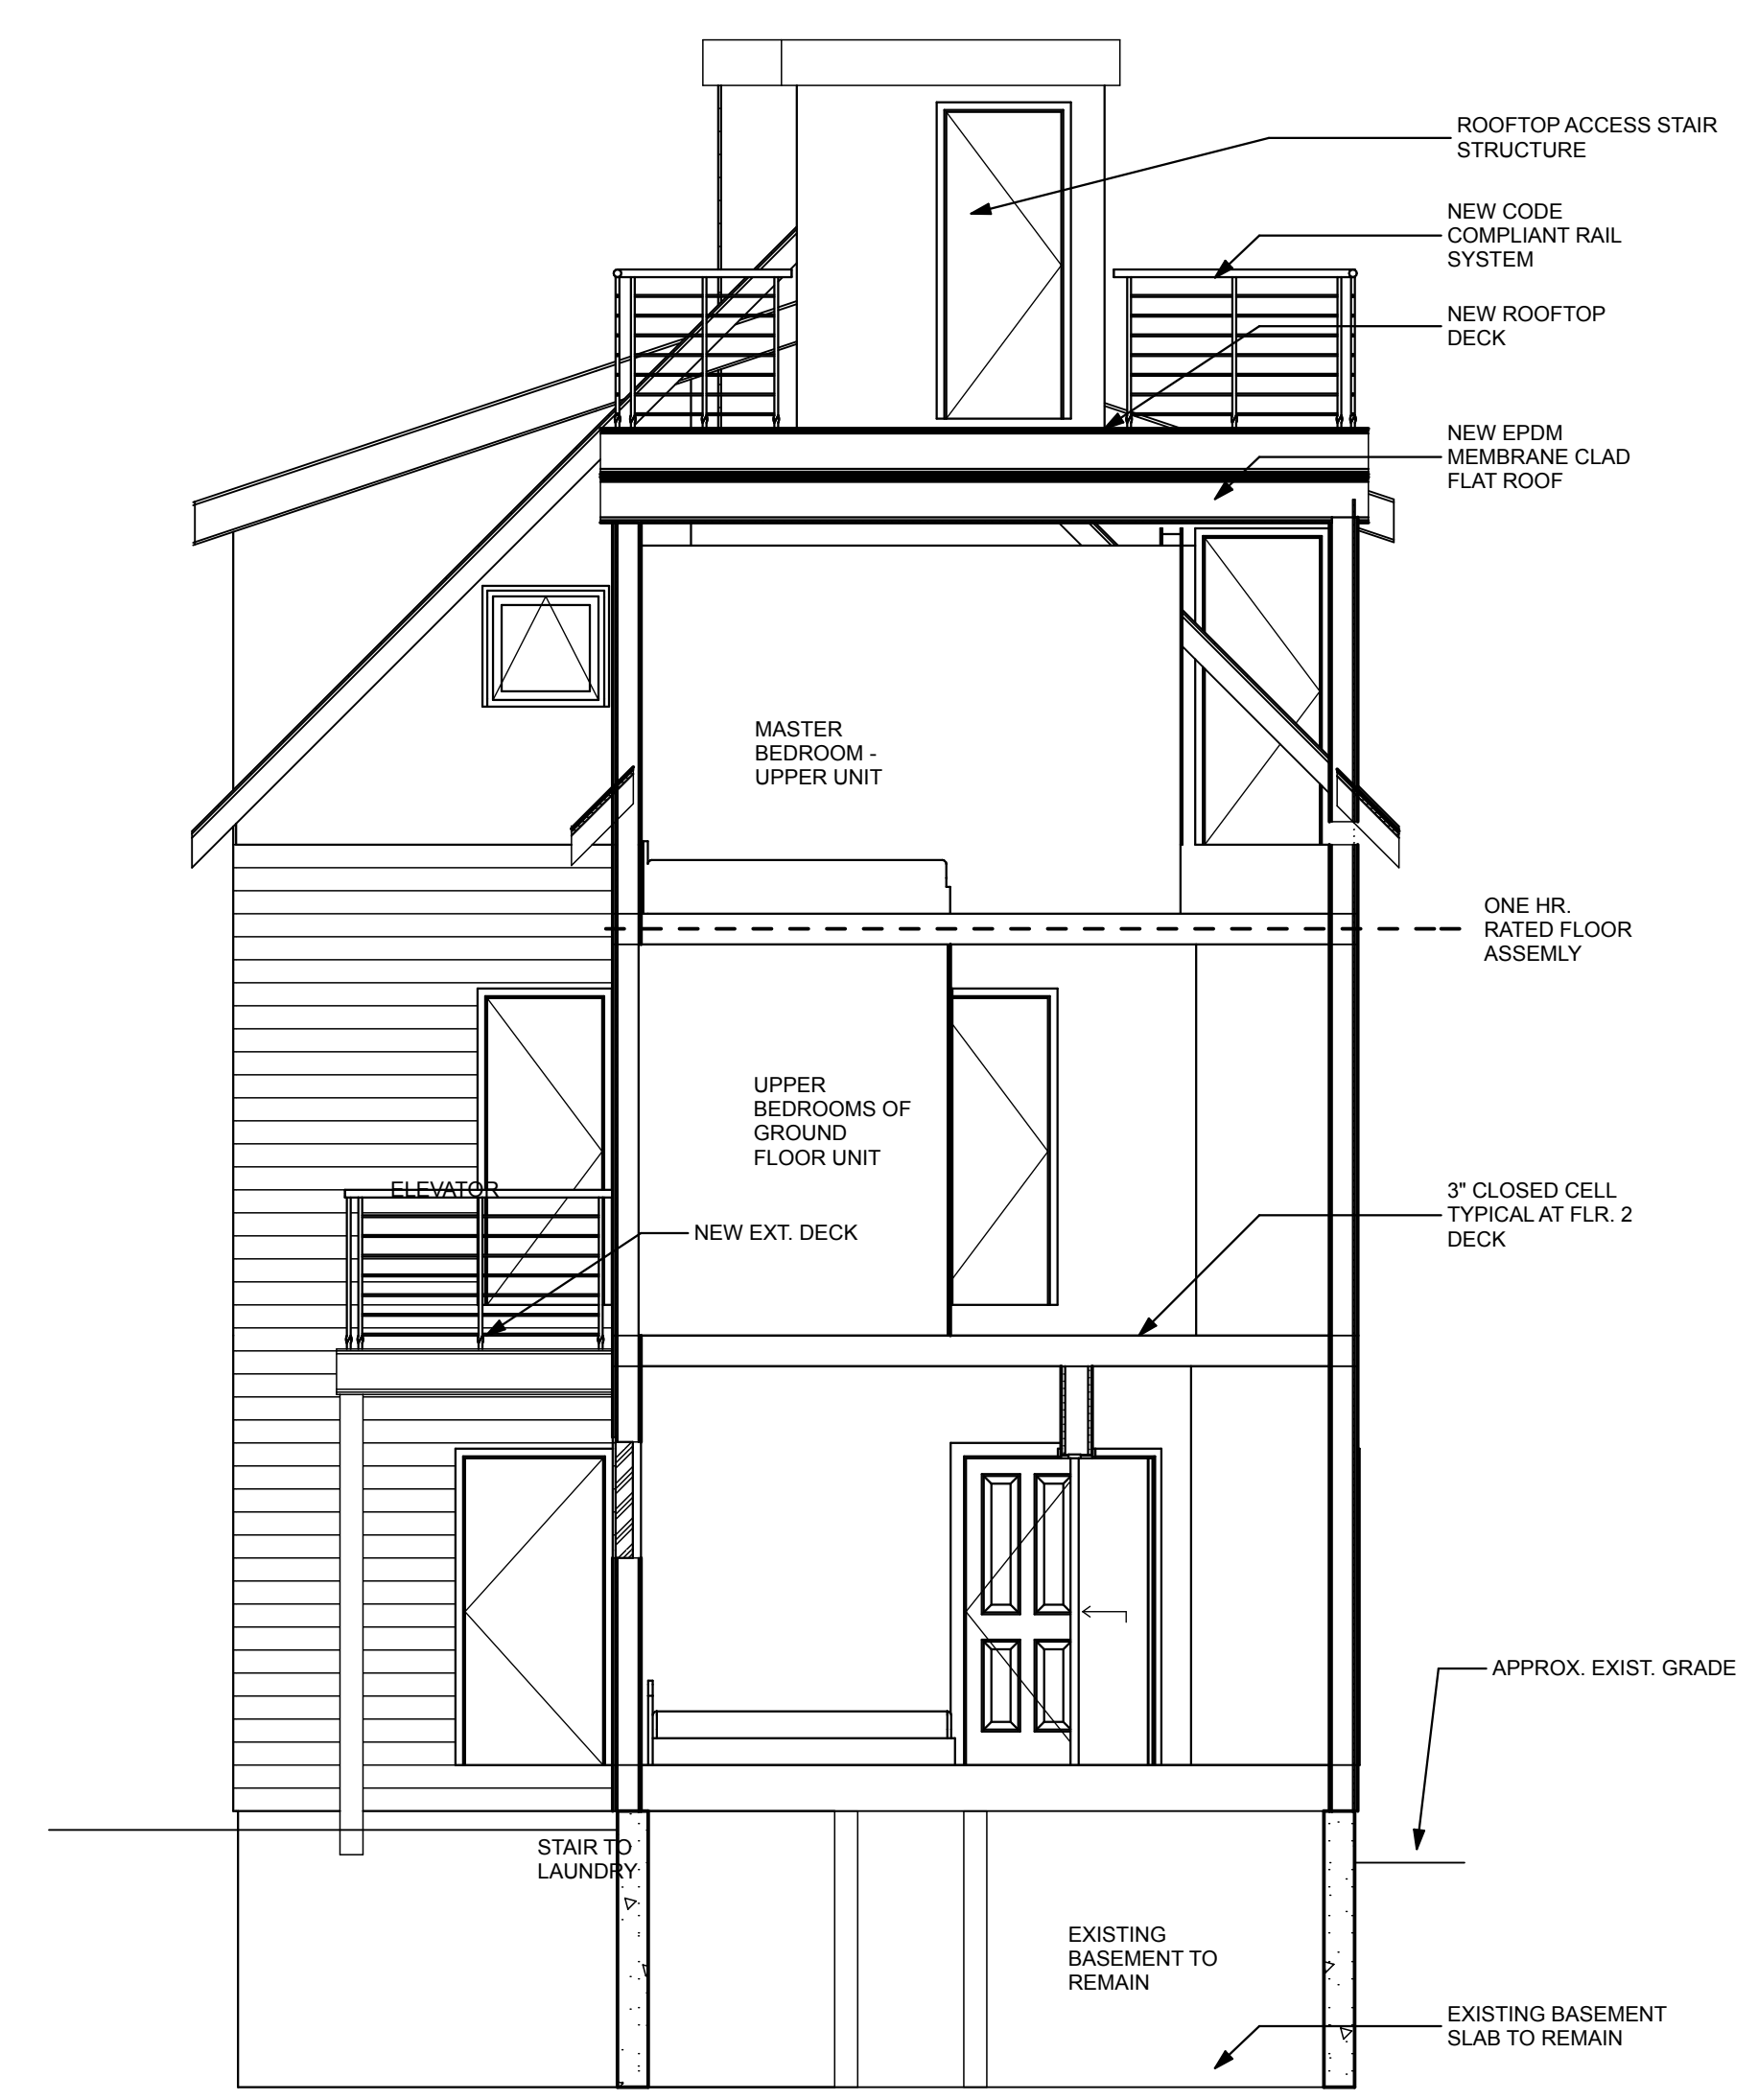 ROOFTOP ACCESS STAIR
STRUCTURE
NEW CODE
COMPLIANT RAIL
SYSTEM
NEW ROOFTOP
DECK
NEW EPDM
MEMBRANE CLAD
FLAT ROOF
MASTER
BEDROOM -
UPPER UNIT
ONE HR.
RATED FLOOR
ASSEMLY
UPPER
BEDROOMS OF
GROUND
FLOOR UNIT
ELEVATOR
NEW EXT. DECK
3" CLOSED CELL
TYPICAL AT FLR. 2
DECK
APPROX. EXIST. GRADE
STAIR TO
LAUNDRY
EXISTING
BASEMENT TO
REMAIN
EXISTING BASEMENT
SLAB TO REMAIN